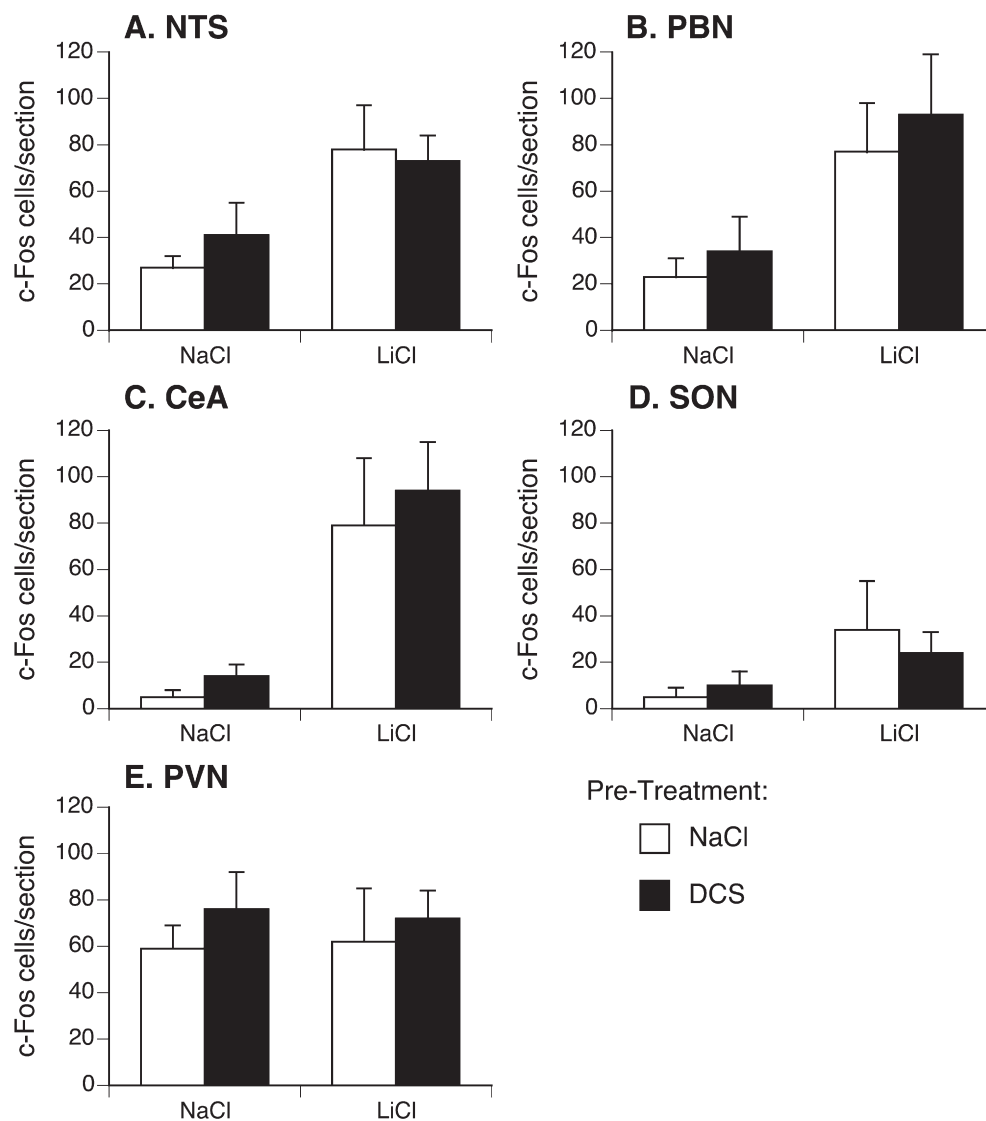 A. NTS
120
100
80
60
40
20
0
c-Fos cells/section
NaCl
LiCl
B. PBN
120
100
80
60
40
20
0
c-Fos cells/section
NaCl
LiCl
C. CeA
120
100
80
60
40
20
0
c-Fos cells/section
NaCl
LiCl
D. SON
120
100
80
60
40
20
0
c-Fos cells/section
NaCl
LiCl
E. PVN
120
100
80
60
40
20
0
c-Fos cells/section
NaCl
LiCl
Pre-Treatment:
NaCl
DCS